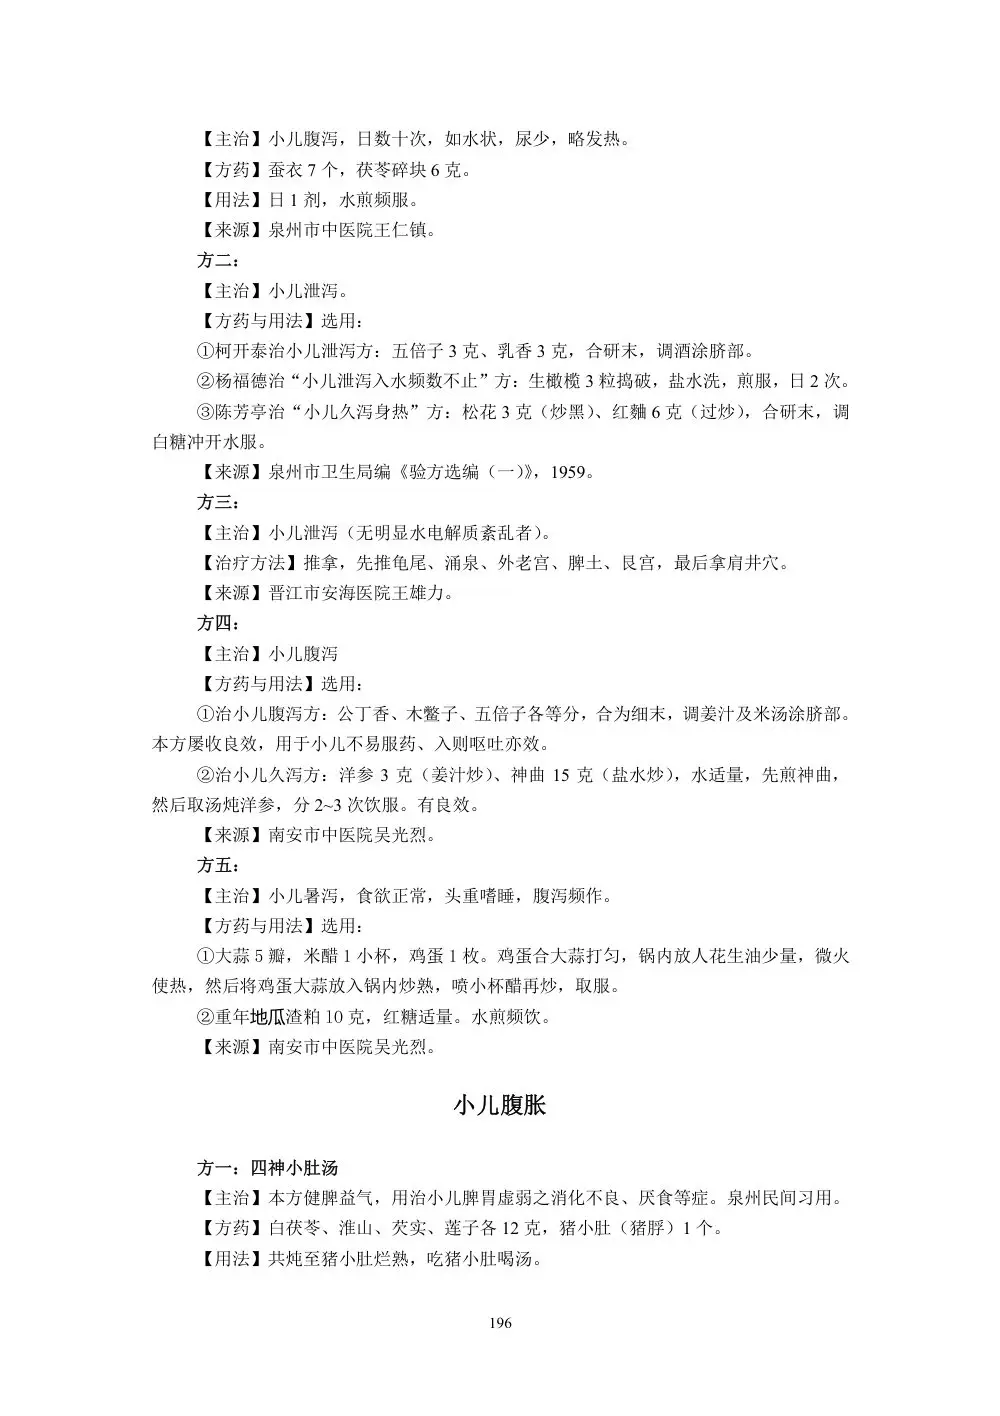 【主治】小儿腹泻，日数十次，如水状，尿少，略发热。
【方药】蚕衣 7 个，茯苓碎块 6 克。
【用法】日 1 剂，水煎频服。
【来源】泉州市中医院王仁镇。
方二：
【主治】小儿泄泻。
【方药与用法】选用：
①柯开泰治小儿泄泻方：五倍子 3 克、乳香 3 克，合研末，调酒涂脐部。
②杨福德治“小儿泄泻入水频数不止”方：生橄榄 3 粒捣破，盐水洗，煎服，日 2 次。
③陈芳亭治“小儿久泻身热”方：松花 3 克（炒黑）、红麯 6 克（过炒），合研末，调
白糖冲开水服。
【来源】泉州市卫生局编《验方选编（一）》，1959。
方三：
【主治】小儿泄泻（无明显水电解质紊乱者）。
【治疗方法】推拿，先推龟尾、涌泉、外老宫、脾土、艮宫，最后拿肩井穴。
【来源】晋江市安海医院王雄力。
方四：
【主治】小儿腹泻
【方药与用法】选用：
①治小儿腹泻方：公丁香、木鳖子、五倍子各等分，合为细末，调姜汁及米汤涂脐部。
本方屡收良效，用于小儿不易服药、入则呕吐亦效。
②治小儿久泻方：洋参 3 克（姜汁炒）、神曲 15 克（盐水炒），水适量，先煎神曲，
然后取汤炖洋参，分 2~3 次饮服。有良效。
【来源】南安市中医院吴光烈。
方五：
【主治】小儿暑泻，食欲正常，头重嗜睡，腹泻频作。
【方药与用法】选用：
①大蒜 5 瓣，米醋 1 小杯，鸡蛋 1 枚。鸡蛋合大蒜打匀，锅内放人花生油少量，微火
使热，然后将鸡蛋大蒜放入锅内炒熟，喷小杯醋再炒，取服。
②重年地瓜渣粕 10 克，红糖适量。水煎频饮。
【来源】南安市中医院吴光烈。
小儿腹胀
方一：四神小肚汤
【主治】本方健脾益气，用治小儿脾胃虚弱之消化不良、厌食等症。泉州民间习用。
【方药】白茯苓、淮山、芡实、莲子各 12 克，猪小肚（猪脬）1 个。
【用法】共炖至猪小肚烂熟，吃猪小肚喝汤。
196